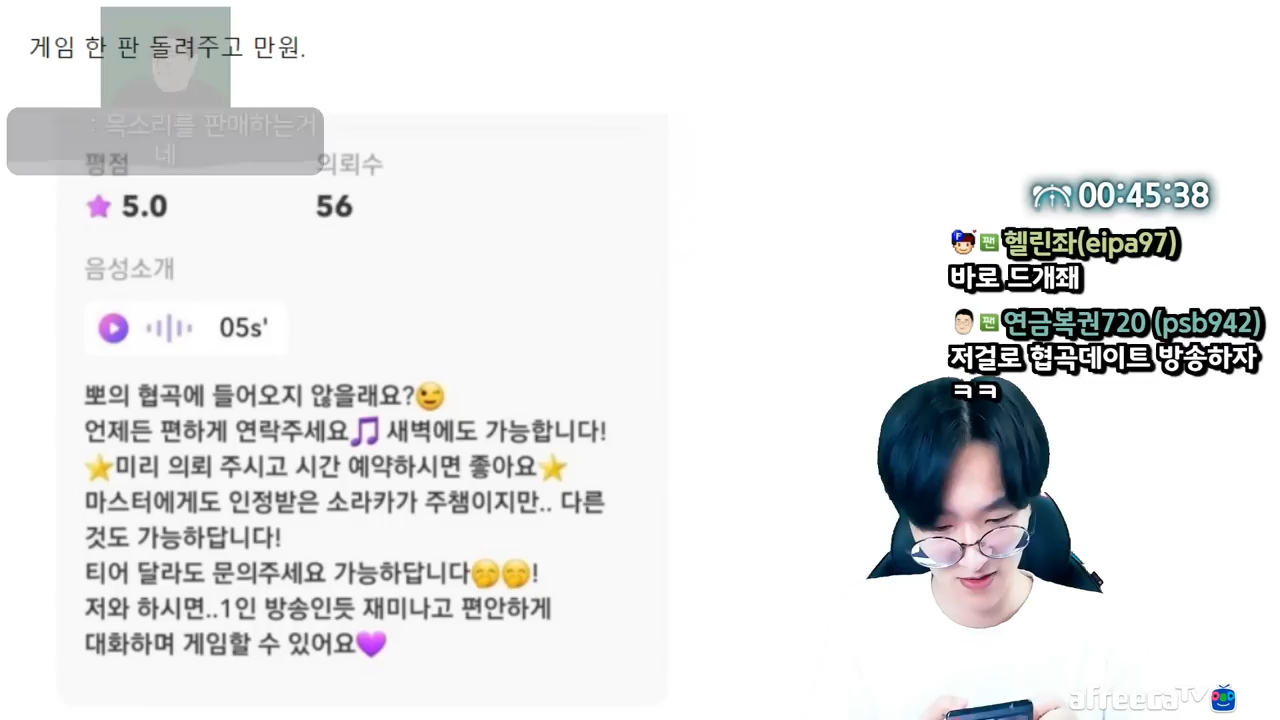 게임 한 판 돌려주고 만원.
: 목소리를 판매하는거
네
평점
의뢰수
5.0
56
음성소개
05s'
뽀의 협곡에 들어오지 않을래요?😉
언제든 편하게 연락주세요🎵 새벽에도 가능합니다!
⭐미리 의뢰 주시고 시간 예약하시면 좋아요⭐
마스터에게도 인정받은 소라카가 주챔이지만.. 다른
것도 가능하답니다!
티어 달라도 문의주세요 가능하답니다🤭🤭!
저와 하시면..1인 방송인듯 재미나고 편안하게
대화하며 게임할 수 있어요💜
00:45:38
F 팬 헬린좌(eipa97)
바로 드개좨
팬 연금복권720 (psb942)
저걸로 협곡데이트 방송하자
ㅋㅋ
afreecaTV